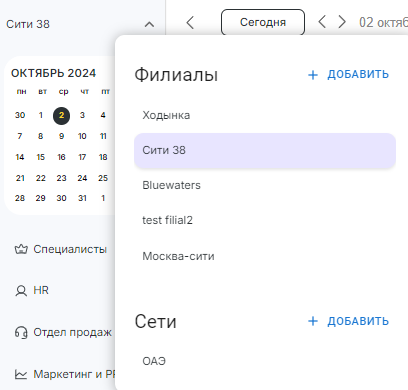 Сити 38
Сегодня
02 октяб
ОКТЯБРЬ 2024
пн вт ср чт пт
30 1 2 3 4
7 8 9 10 11
14 15 16 17 18
21 22 23 24 25
28 29 30 31 1
Специалисты
HR
Отдел продаж
Маркетинг и PR
Филиалы
+ ДОБАВИТЬ
Ходынка
Сити 38
Bluewaters
test filial2
Москва-сити
Сети
+ ДОБАВИТЬ
ОАЭ